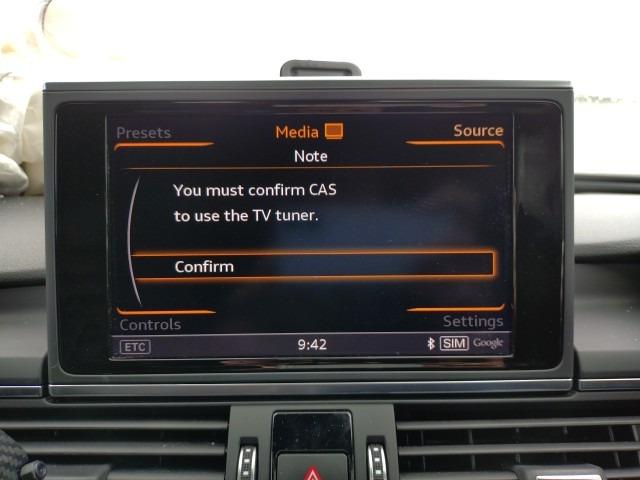 Presets Media Source
Note
You must confirm CAS
to use the TV tuner.
Confirm
Controls Settings
ETC 9:42 SIM Google